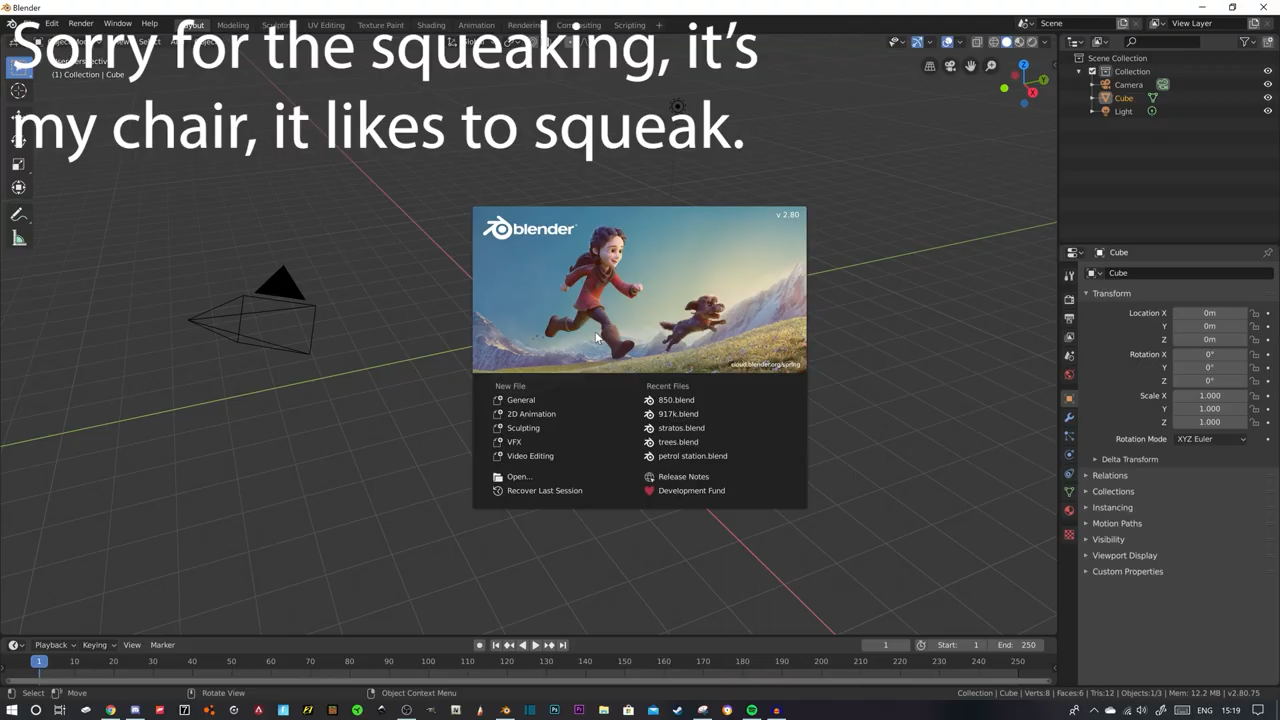 Blender
Edit Render Window Help Layout Modeling Sculpting UV Editing Texture Paint Shading Animation Rendering Compositing Scripting
Scene
View Layer
Sorry for the squeaking, it's
my chair, it likes to squeak.
(1) Collection | Cube
Scene Collection
Collection
Camera
Cube
Light
blender
v 2.80
cloud.blender.org/spring
New File
General
2D Animation
Sculpting
VFX
Video Editing
Open...
Recover Last Session
Recent Files
850.blend
917k.blend
stratos.blend
trees.blend
petrol station.blend
Release Notes
Development Fund
Cube
Cube
Transform
Location X 0m
Y 0m
Z 0m
Rotation X 0°
Y 0°
Z 0°
Scale X 1.000
Y 1.000
Z 1.000
Rotation Mode XYZ Euler
Delta Transform
Relations
Collections
Instancing
Motion Paths
Visibility
Viewport Display
Custom Properties
Playback Keying View Marker 1 Start: 1 End: 250
1 10 20 30 40 50 60 70 80 90 100 110 120 130 140 150 160 170 180 190 200 210 220 230 240 250
Select Move Rotate View Object Context Menu Collection | Cube | Verts:8 | Faces:6 | Tris:12 | Objects:1/3 | Mem: 12.2 MB | v2.80.75
ENG 15:19